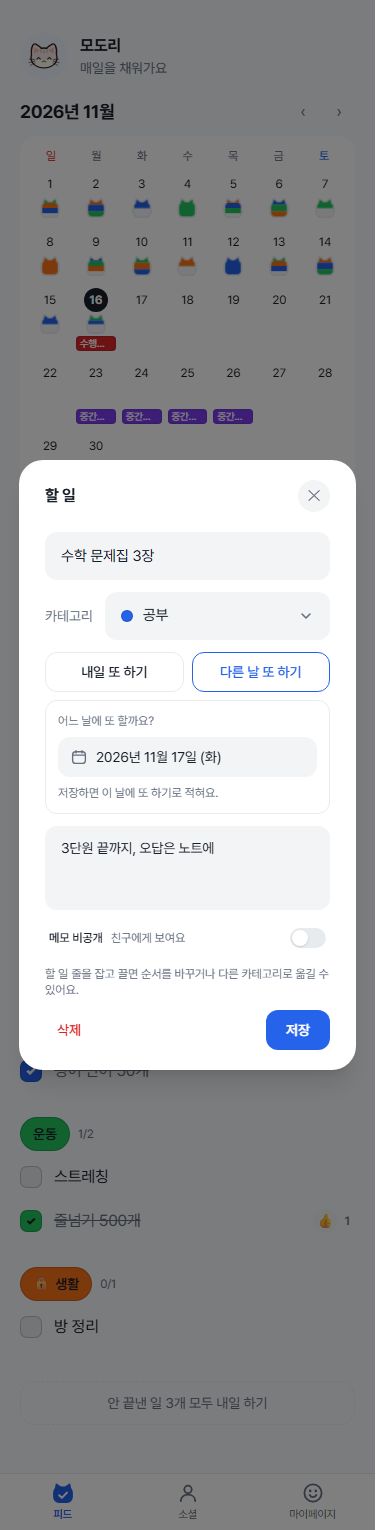 모도리
매일을 채워가요
2026년 11월
일 월 화 수 목 금 토
1 2 3 4 5 6 7
8 9 10 11 12 13 14
15 16 17 18 19 20 21
수행...
22 23 24 25 26 27 28
중간... 중간... 중간... 중간...
29 30
할 일
수학 문제집 3장
카테고리 공부
내일 또 하기 다른 날 또 하기
어느 날에 또 할까요?
2026년 11월 17일 (화)
저장하면 이 날에 또 하기로 적혀요.
3단원 끝까지, 오답은 노트에
메모 비공개 친구에게 보여요
할 일 줄을 잡고 끌면 순서를 바꾸거나 다른 카테고리로 옮길 수
있어요.
삭제 저장
운동 1/2
스트레칭
줄넘기 500개 1
생활 0/1
방 정리
안 끝낸 일 3개 모두 내일 하기
피드 소셜 마이페이지